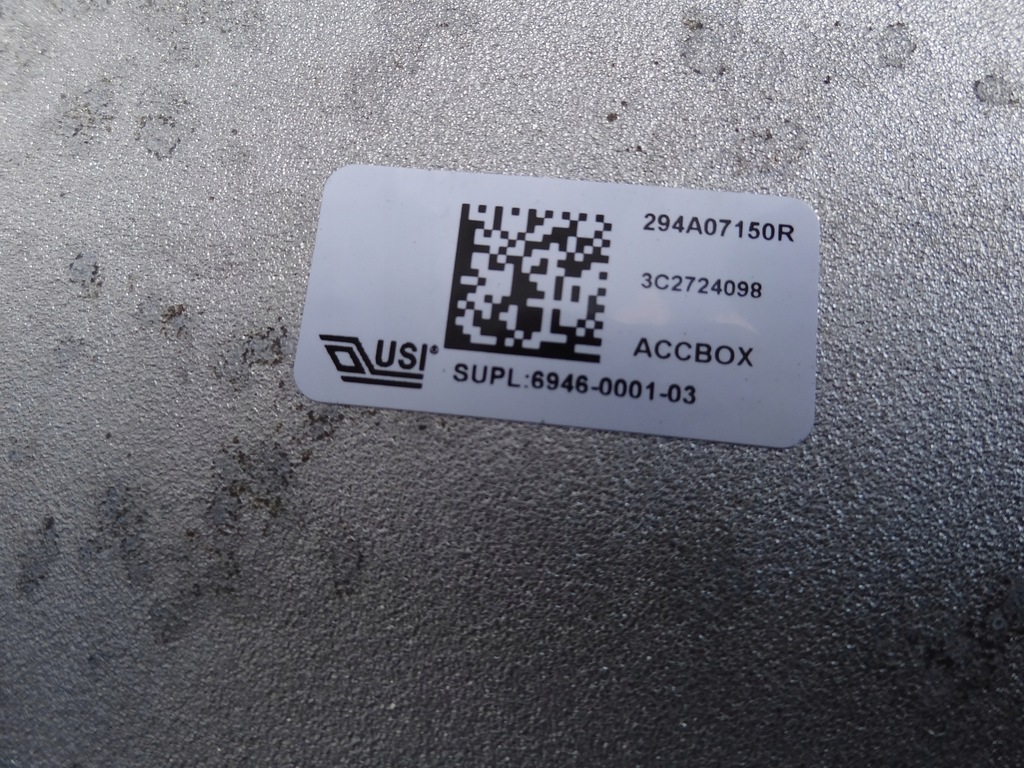 294A07150R
3C2724098
ACCBOX
USI®
SUPL:6946-0001-03